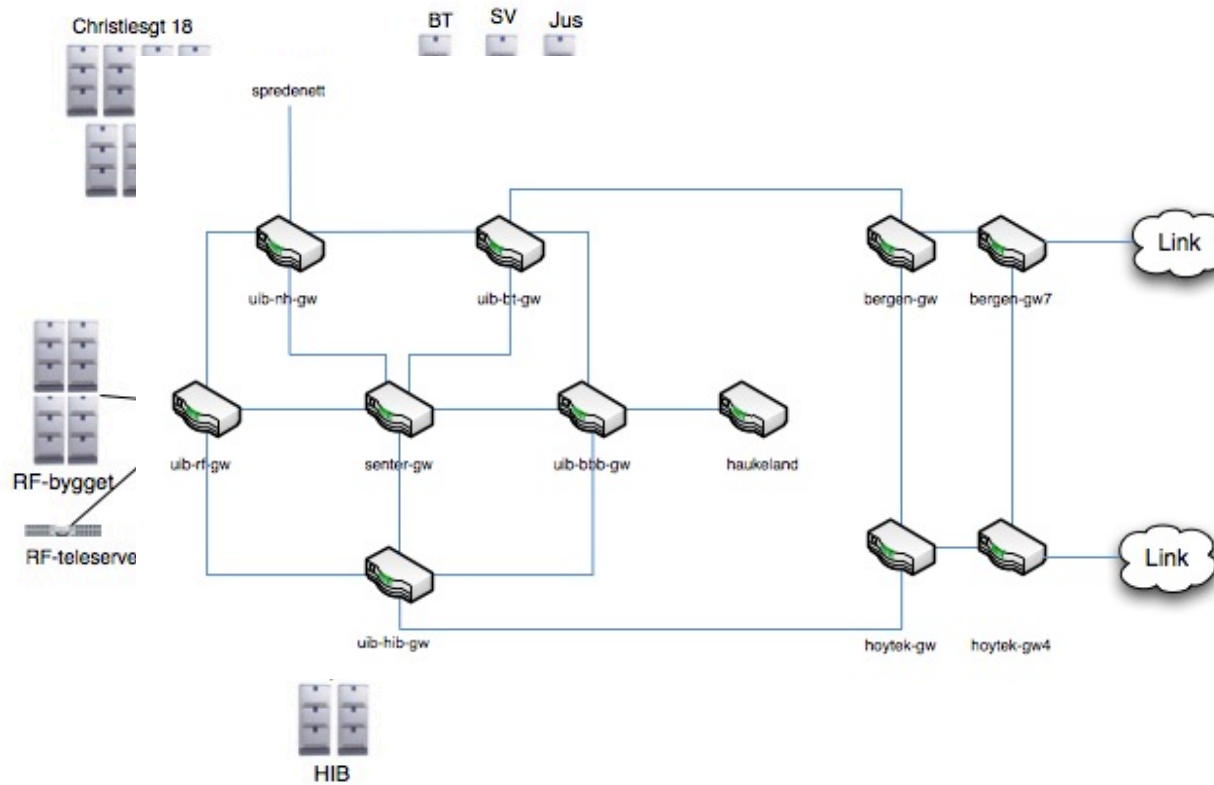 Christiesgt 18
BT
SV
Jus
spredenett
uib-nh-gw
uib-bt-gw
bergen-gw
bergen-gw7
Link
RF-bygget
uib-rf-gw
senter-gw
uib-bbb-gw
haukeland
RF-teleserve
Link
uib-hib-gw
hoytek-gw
hoytek-gw4
HIB